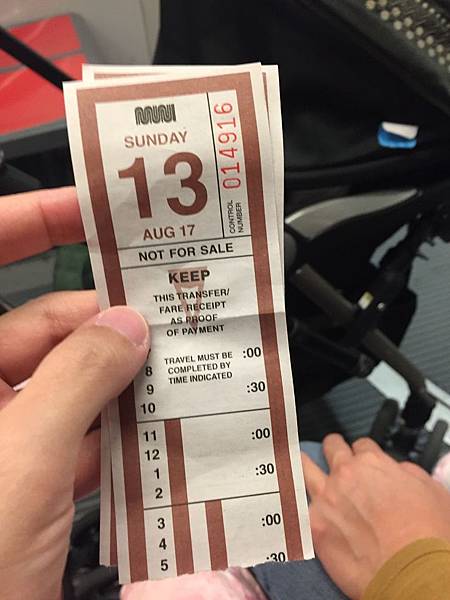 MUNI
SUNDAY
13
AUG 17
014916
CONTROL
NUMBER
NOT FOR SALE
KEEP
THIS TRANSFER/
FARE RECEIPT
AS PROOF
OF PAYMENT
TRAVEL MUST BE
COMPLETED BY
TIME INDICATED
:00
8
9
:30
10
11
:00
12
1
:30
2
3
:00
4
5
:30